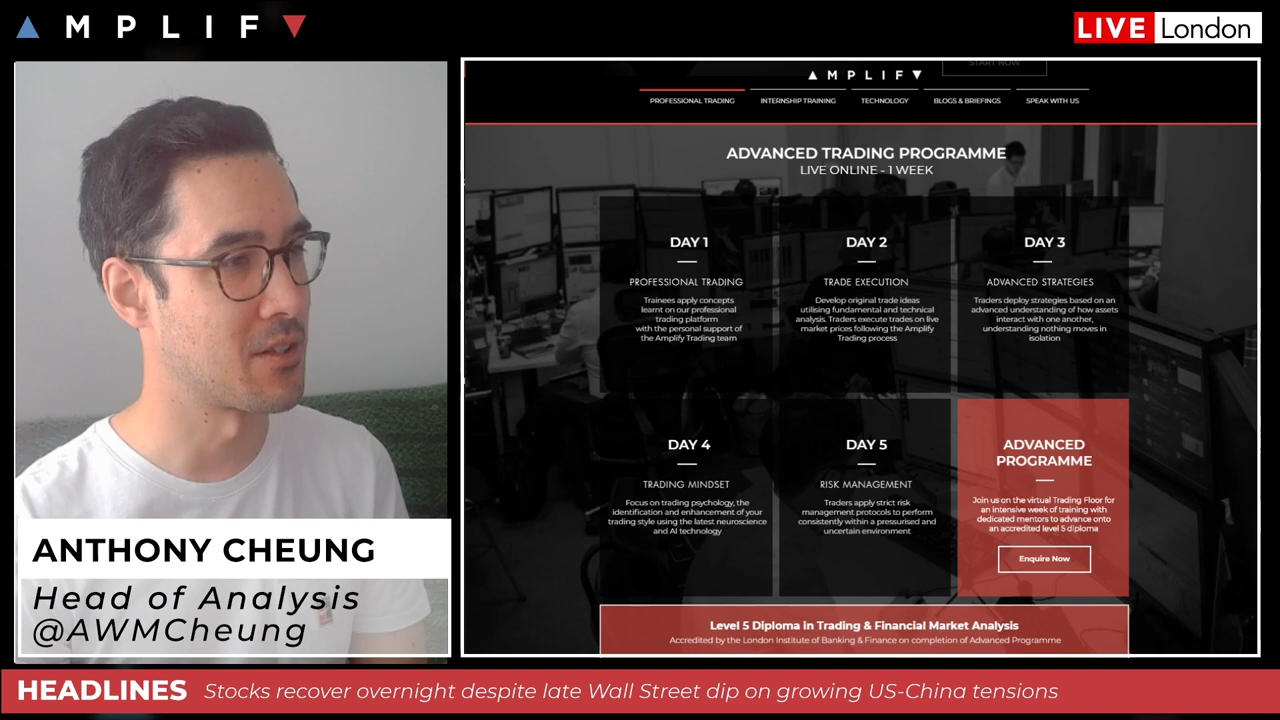 AMPLIFY
LIVE London
START NOW
AMPLIFY
PROFESSIONAL TRADING
INTERNSHIP TRAINING
TECHNOLOGY
BLOGS & BRIEFINGS
SPEAK WITH US
ADVANCED TRADING PROGRAMME
LIVE ONLINE - 1 WEEK
DAY 1
PROFESSIONAL TRADING
Trainees apply concepts
learnt on our professional
trading platform
with the personal support of
the Amplify Trading team
DAY 2
TRADE EXECUTION
Develop original trade ideas
utilising fundamental and technical
analysis. Traders execute trades on live
market prices following the Amplify
Trading process
DAY 3
ADVANCED STRATEGIES
Traders deploy strategies based on an
advanced understanding of how assets
interact with one another,
understanding nothing moves in
isolation
DAY 4
TRADING MINDSET
Focus on trading psychology, the
identification and enhancement of your
trading style using the latest neuroscience
and AI technology
DAY 5
RISK MANAGEMENT
Traders apply strict risk
management protocols to perform
consistently within a pressurised and
uncertain environment
ADVANCED
PROGRAMME
Join us on the virtual Trading Floor for
an intensive week of training with
dedicated mentors to advance onto
an accredited level 5 diploma
Enquire Now
Level 5 Diploma in Trading & Financial Market Analysis
Accredited by the London Institute of Banking & Finance on completion of Advanced Programme
ANTHONY CHEUNG
Head of Analysis
@AWMCheung
HEADLINES Stocks recover overnight despite late Wall Street dip on growing US-China tensions